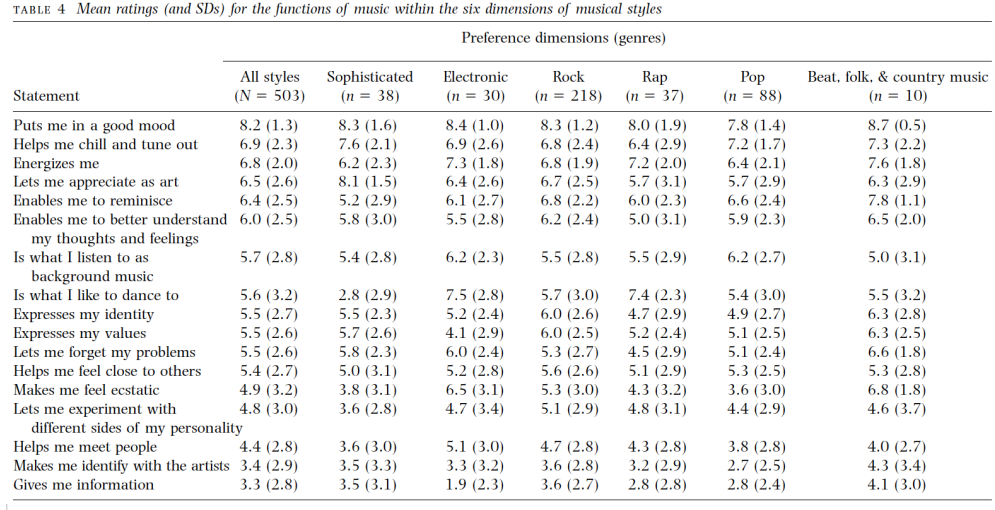 TABLE 4 Mean ratings (and SDs) for the functions of music within the six dimensions of musical styles
Preference dimensions (genres)
All styles Sophisticated Electronic Rock Rap Pop Beat, folk, & country music
Statement (N = 503) (n = 38) (n = 30) (n = 218) (n = 37) (n = 88) (n = 10)
Puts me in a good mood 8.2 (1.3) 8.3 (1.6) 8.4 (1.0) 8.3 (1.2) 8.0 (1.9) 7.8 (1.4) 8.7 (0.5)
Helps me chill and tune out 6.9 (2.3) 7.6 (2.1) 6.9 (2.6) 6.8 (2.4) 6.4 (2.9) 7.2 (1.7) 7.3 (2.2)
Energizes me 6.8 (2.0) 6.2 (2.3) 7.3 (1.8) 6.8 (1.9) 7.2 (2.0) 6.4 (2.1) 7.6 (1.8)
Lets me appreciate as art 6.5 (2.6) 8.1 (1.5) 6.4 (2.6) 6.7 (2.5) 5.7 (3.1) 5.7 (2.9) 6.3 (2.9)
Enables me to reminisce 6.4 (2.5) 5.2 (2.9) 6.1 (2.7) 6.8 (2.2) 6.0 (2.3) 6.6 (2.4) 7.8 (1.1)
Enables me to better understand 6.0 (2.5) 5.8 (3.0) 5.5 (2.8) 6.2 (2.4) 5.0 (3.1) 5.9 (2.3) 6.5 (2.0)
my thoughts and feelings
Is what I listen to as 5.7 (2.8) 5.4 (2.8) 6.2 (2.3) 5.5 (2.8) 5.5 (2.9) 6.2 (2.7) 5.0 (3.1)
background music
Is what I like to dance to 5.6 (3.2) 2.8 (2.9) 7.5 (2.8) 5.7 (3.0) 7.4 (2.3) 5.4 (3.0) 5.5 (3.2)
Expresses my identity 5.5 (2.7) 5.5 (2.3) 5.2 (2.4) 6.0 (2.6) 4.7 (2.9) 4.9 (2.7) 6.3 (2.8)
Expresses my values 5.5 (2.6) 5.7 (2.6) 4.1 (2.9) 6.0 (2.5) 5.2 (2.4) 5.1 (2.5) 6.3 (2.5)
Lets me forget my problems 5.5 (2.6) 5.8 (2.3) 6.0 (2.4) 5.3 (2.7) 4.5 (2.9) 5.1 (2.4) 6.6 (1.8)
Helps me feel close to others 5.4 (2.7) 5.0 (3.1) 5.2 (2.8) 5.6 (2.6) 5.1 (2.9) 5.3 (2.5) 5.3 (2.8)
Makes me feel ecstatic 4.9 (3.2) 3.8 (3.1) 6.5 (3.1) 5.3 (3.0) 4.3 (3.2) 3.6 (3.0) 6.8 (1.8)
Lets me experiment with 4.8 (3.0) 3.6 (2.8) 4.7 (3.4) 5.1 (2.9) 4.8 (3.1) 4.4 (2.9) 4.6 (3.7)
different sides of my personality
Helps me meet people 4.4 (2.8) 3.6 (3.0) 5.1 (3.0) 4.7 (2.8) 4.3 (2.8) 3.8 (2.8) 4.0 (2.7)
Makes me identify with the artists 3.4 (2.9) 3.5 (3.3) 3.3 (3.2) 3.6 (2.8) 3.2 (2.9) 2.7 (2.5) 4.3 (3.4)
Gives me information 3.3 (2.8) 3.5 (3.1) 1.9 (2.3) 3.6 (2.7) 2.8 (2.8) 2.8 (2.4) 4.1 (3.0)